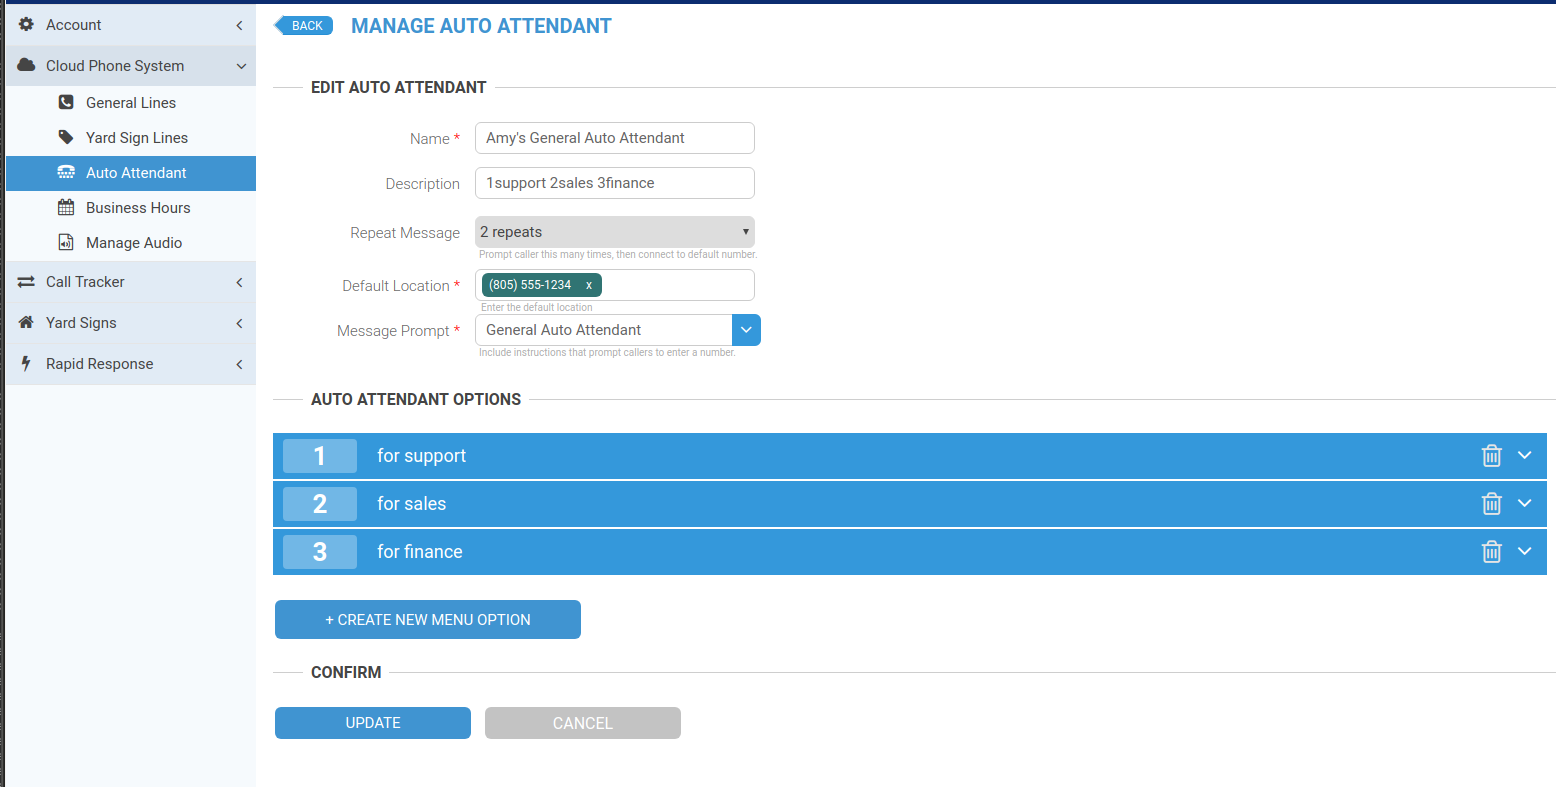 Account
Cloud Phone System
General Lines
Yard Sign Lines
Auto Attendant
Business Hours
Manage Audio
Call Tracker
Yard Signs
Rapid Response
BACK MANAGE AUTO ATTENDANT
EDIT AUTO ATTENDANT
Name * Amy's General Auto Attendant
Description 1support 2sales 3finance
Repeat Message 2 repeats
Prompt caller this many times, then connect to default number.
Default Location * (805) 555-1234 x
Enter the default location
Message Prompt * General Auto Attendant
Include instructions that prompt callers to enter a number.
AUTO ATTENDANT OPTIONS
1 for support
2 for sales
3 for finance
+ CREATE NEW MENU OPTION
CONFIRM
UPDATE CANCEL